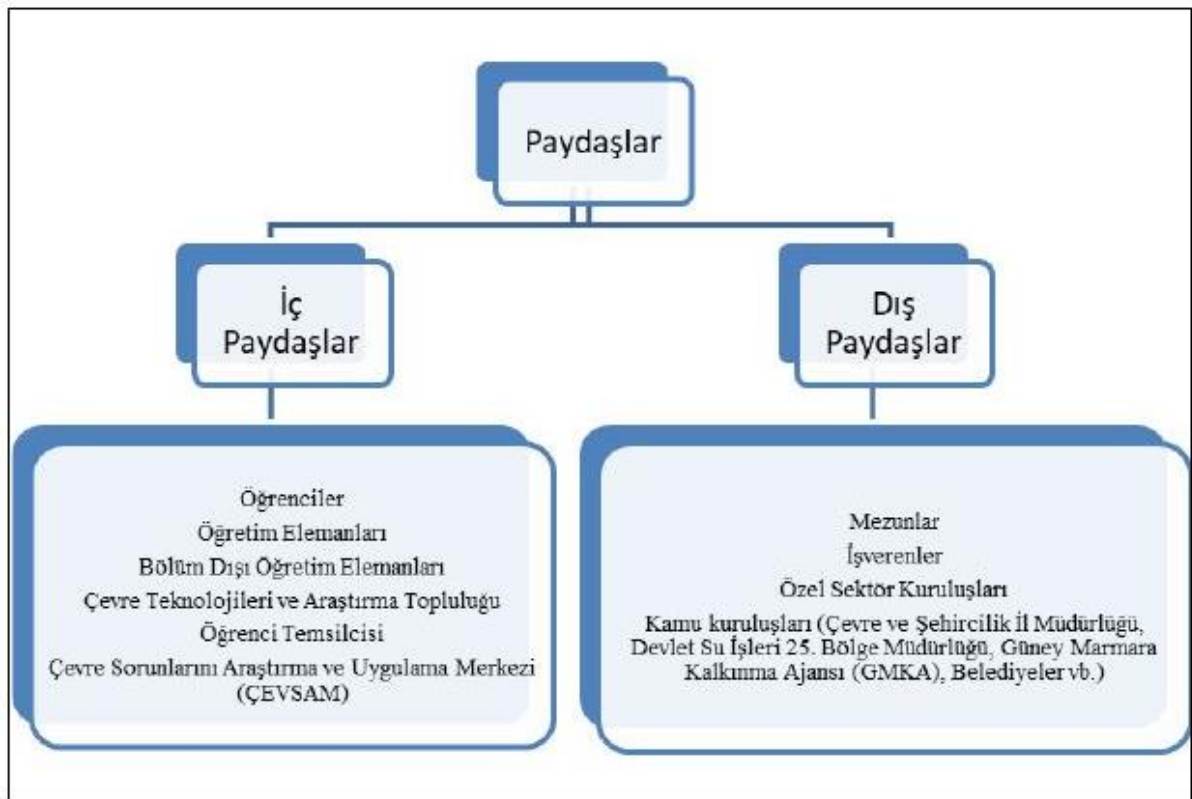 Paydaşlar
İç
Paydaşlar
Dış
Paydaşlar
Öğrenciler
Öğretim Elemanları
Bölüm Dışı Öğretim Elemanları
Çevre Teknolojileri ve Araştırma Topluluğu
Öğrenci Temsilcisi
Çevre Sorunlarını Araştırma ve Uygulama Merkezi
(ÇEVSAM)
Mezunlar
İşverenler
Özel Sektör Kuruluşları
Kamu kuruluşları (Çevre ve Şehircilik İl Müdürlüğü,
Devlet Su İşleri 25. Bölge Müdürlüğü, Güney Marmara
Kalkınma Ajansı (GMKA), Belediyeler vb.)